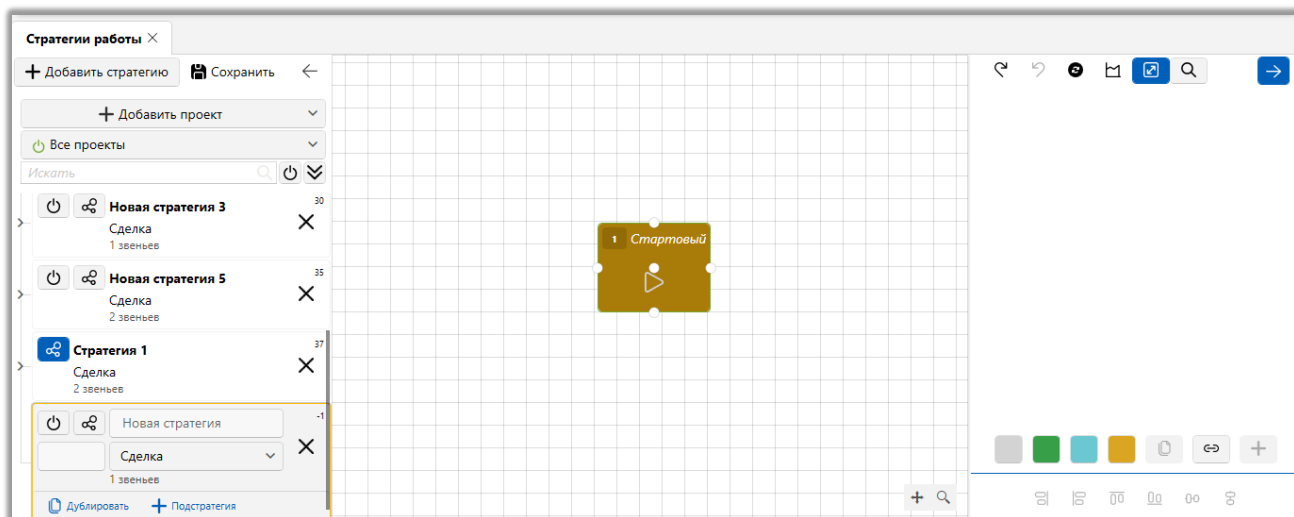 Стратегии работы
Добавить стратегию Сохранить
Добавить проект
Все проекты
Искать
Новая стратегия 3 30
Сделка
1 звеньев
Новая стратегия 5 35
Сделка
2 звеньев
Стратегия 1 37
Сделка
2 звеньев
Новая стратегия -1
Сделка
1 звеньев
Дублировать Подстратегия
1 Стартовый